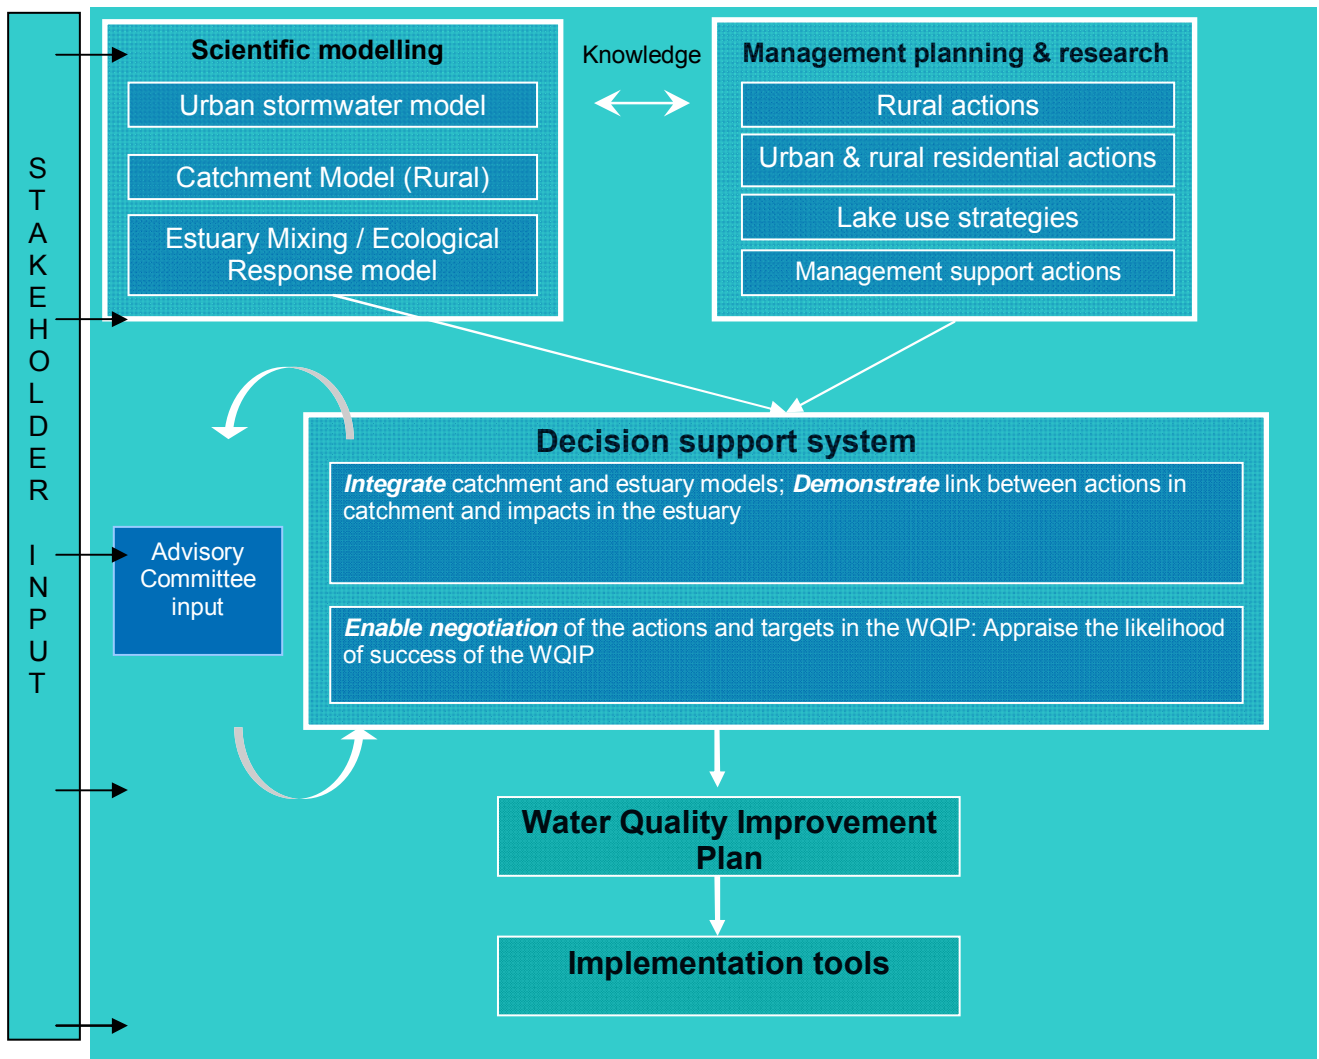 STAKEHOLDER INPUT
Scientific modelling
Urban stormwater model
Catchment Model (Rural)
Estuary Mixing / Ecological
Response model
Knowledge
Management planning & research
Rural actions
Urban & rural residential actions
Lake use strategies
Management support actions
Decision support system
Integrate catchment and estuary models; Demonstrate link between actions in
catchment and impacts in the estuary
Enable negotiation of the actions and targets in the WQIP: Appraise the likelihood
of success of the WQIP
Advisory
Committee
input
Water Quality Improvement
Plan
Implementation tools